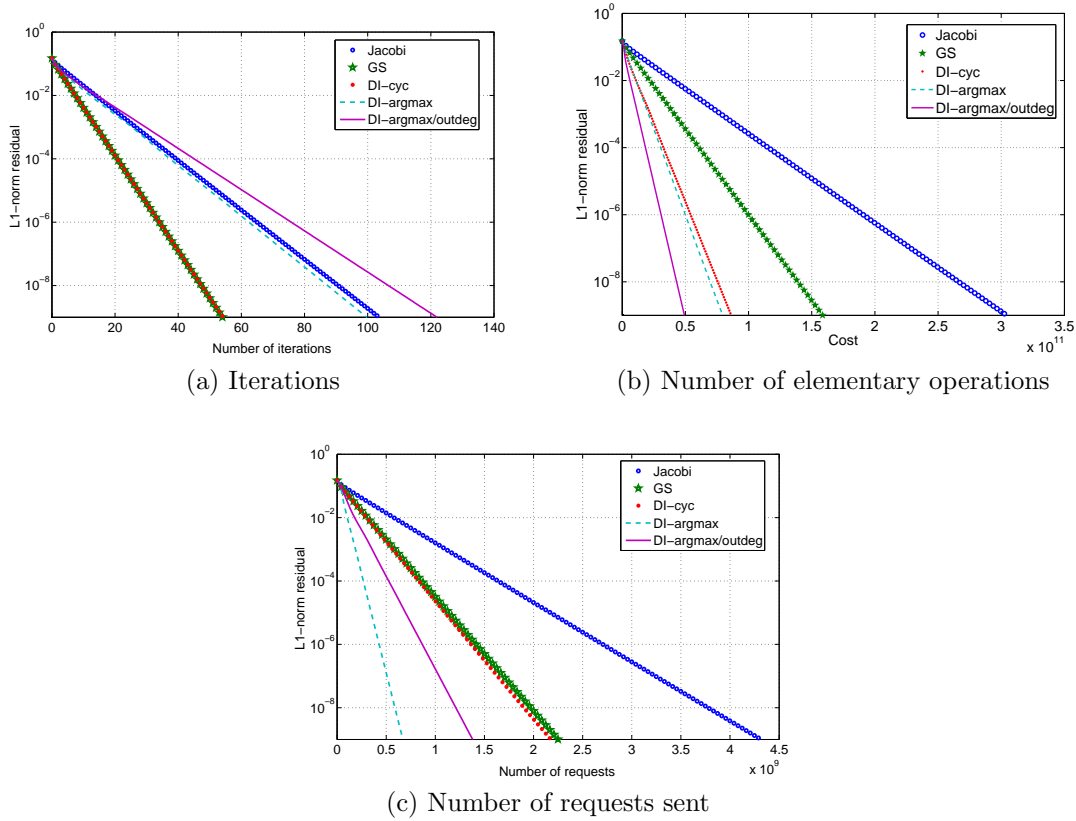 Jacobi
GS
DI−cyc
DI−argmax
DI−argmax/outdeg
L1−norm residual
10^0
10^−2
10^−4
10^−6
10^−8
0 20 40 60 80 100 120 140
Number of iterations
(a) Iterations
Jacobi
GS
DI−cyc
DI−argmax
DI−argmax/outdeg
L1−norm residual
10^0
10^−2
10^−4
10^−6
10^−8
0 0.5 1 1.5 2 2.5 3 3.5
Cost
x 10^11
(b) Number of elementary operations
Jacobi
GS
DI−cyc
DI−argmax
DI−argmax/outdeg
L1−norm residual
10^0
10^−2
10^−4
10^−6
10^−8
0 0.5 1 1.5 2 2.5 3 3.5 4 4.5
Number of requests
x 10^9
(c) Number of requests sent